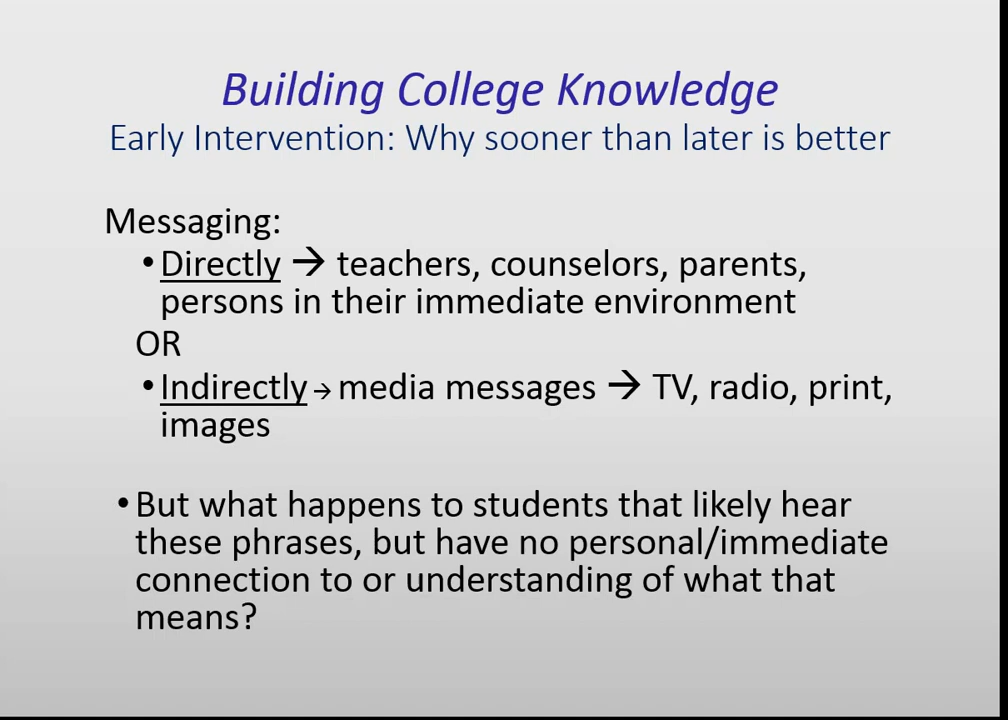 Building College Knowledge
Early Intervention: Why sooner than later is better
Messaging:
• Directly → teachers, counselors, parents,
persons in their immediate environment
OR
• Indirectly → media messages → TV, radio, print,
images
• But what happens to students that likely hear
these phrases, but have no personal/immediate
connection to or understanding of what that
means?